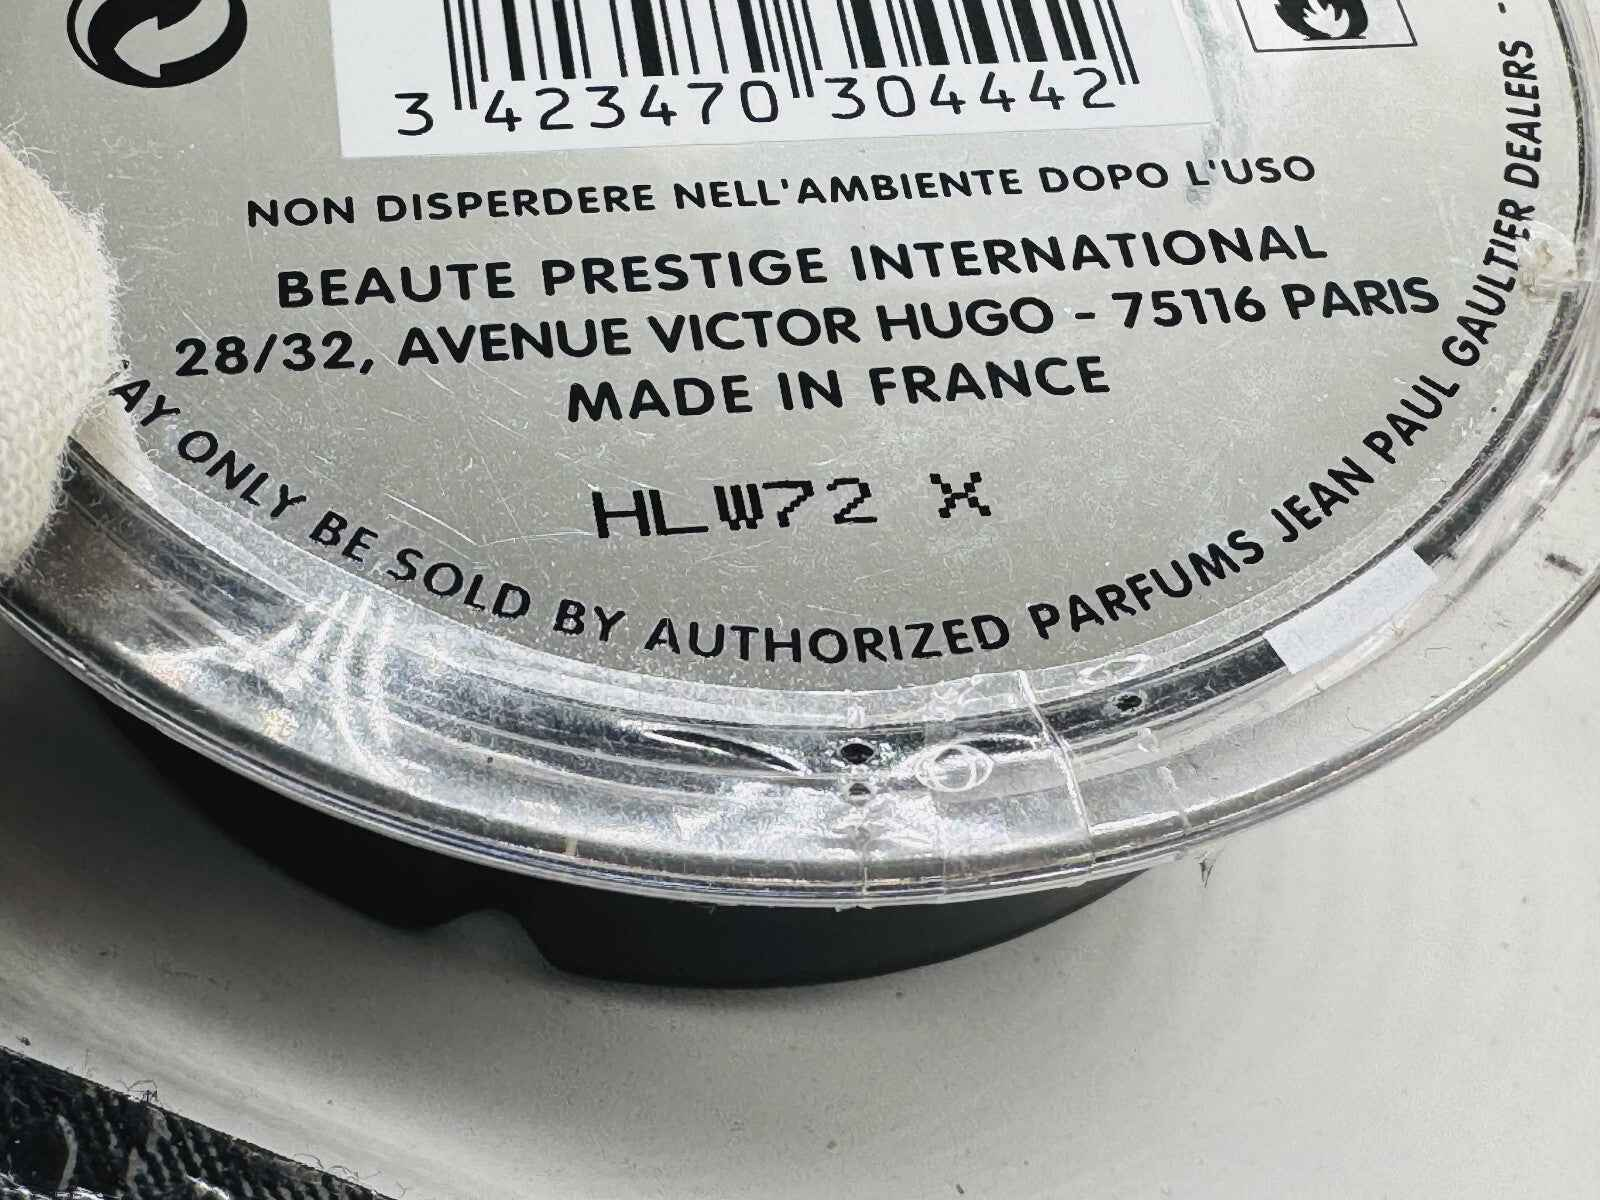 3 423470 304442
NON DISPERDERE NELL'AMBIENTE DOPO L'USO
BEAUTE PRESTIGE INTERNATIONAL
28/32, AVENUE VICTOR HUGO - 75116 PARIS
MADE IN FRANCE
HLW72 X
AY ONLY BE SOLD BY AUTHORIZED PARFUMS JEAN PAUL GAULTIER DEALERS -